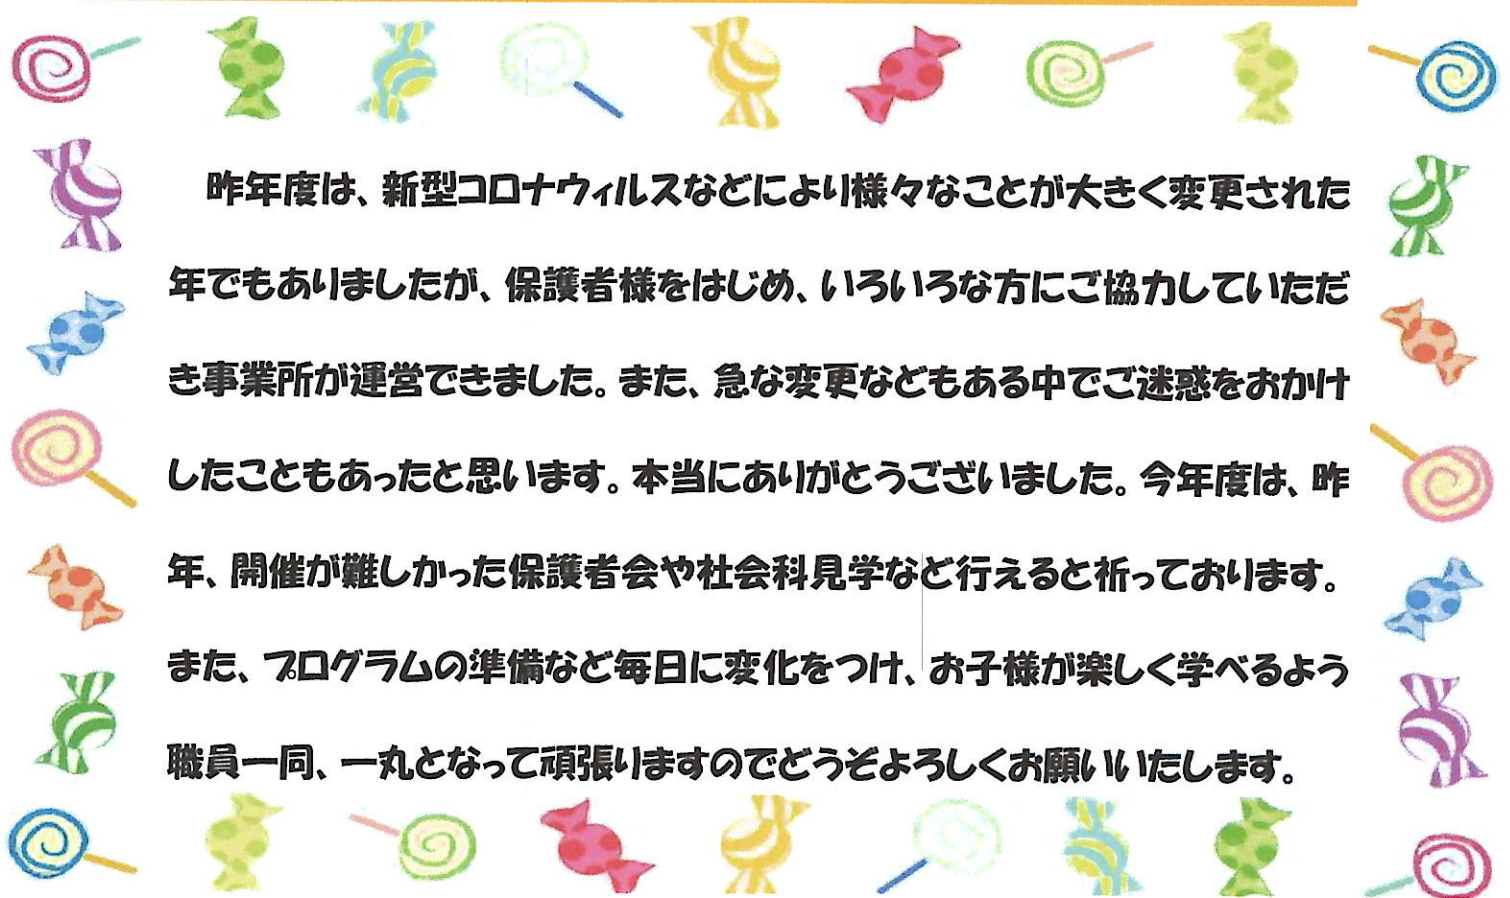 昨年度は、新型コロナウィルスなどにより様々なことが大きく変更された
年でもありましたが、保護者様をはじめ、いろいろな方にご協力していただ
き事業所が運営できました。また、急な変更などもある中でご迷惑をおかけ
したこともあったと思います。本当にありがとうございました。今年度は、昨
年、開催が難しかった保護者会や社会科見学など行えると祈っております。
また、プログラムの準備など毎日に変化をつけ、お子様が楽しく学べるよう
職員一同、一丸となって頑張りますのでどうぞよろしくお願いいたします。